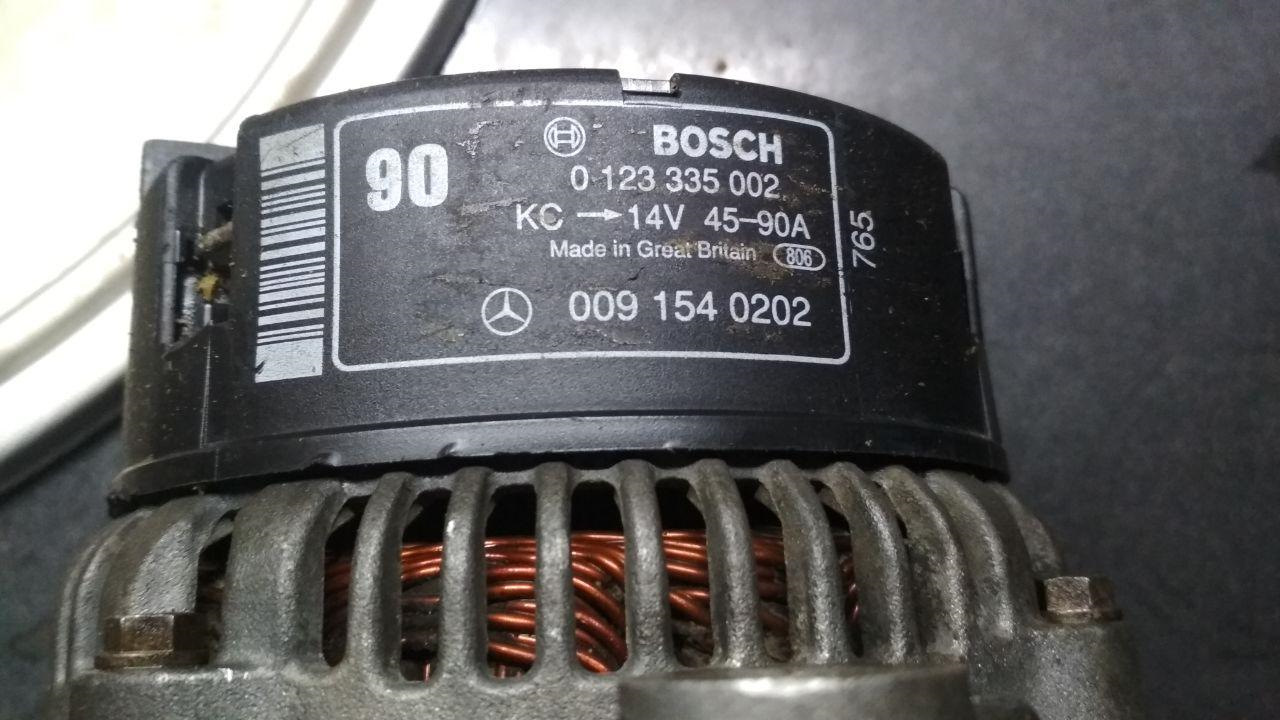 90
BOSCH
0 123 335 002
KC → 14V 45-90A
Made in Great Britain 806
009 154 0202
765